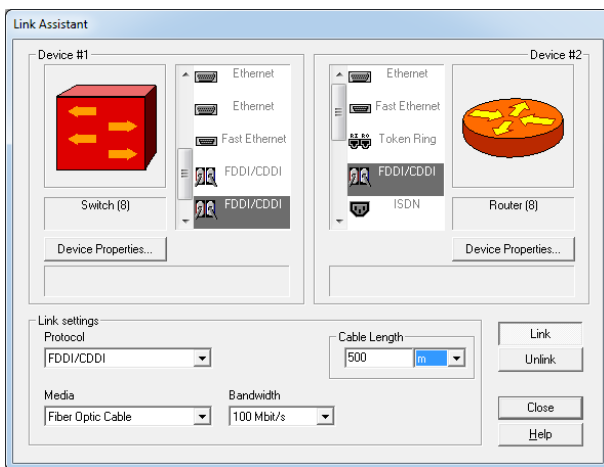 Link Assistant
Device #1
Ethernet
Ethernet
Fast Ethernet
FDDI/CDDI
FDDI/CDDI
Switch (8)
Device Properties...
Device #2
Ethernet
Fast Ethernet
Token Ring
FDDI/CDDI
ISDN
Router (8)
Device Properties...
Link settings
Protocol
FDDI/CDDI
Cable Length
500 m
Media
Fiber Optic Cable
Bandwidth
100 Mbit/s
Link
Unlink
Close
Help